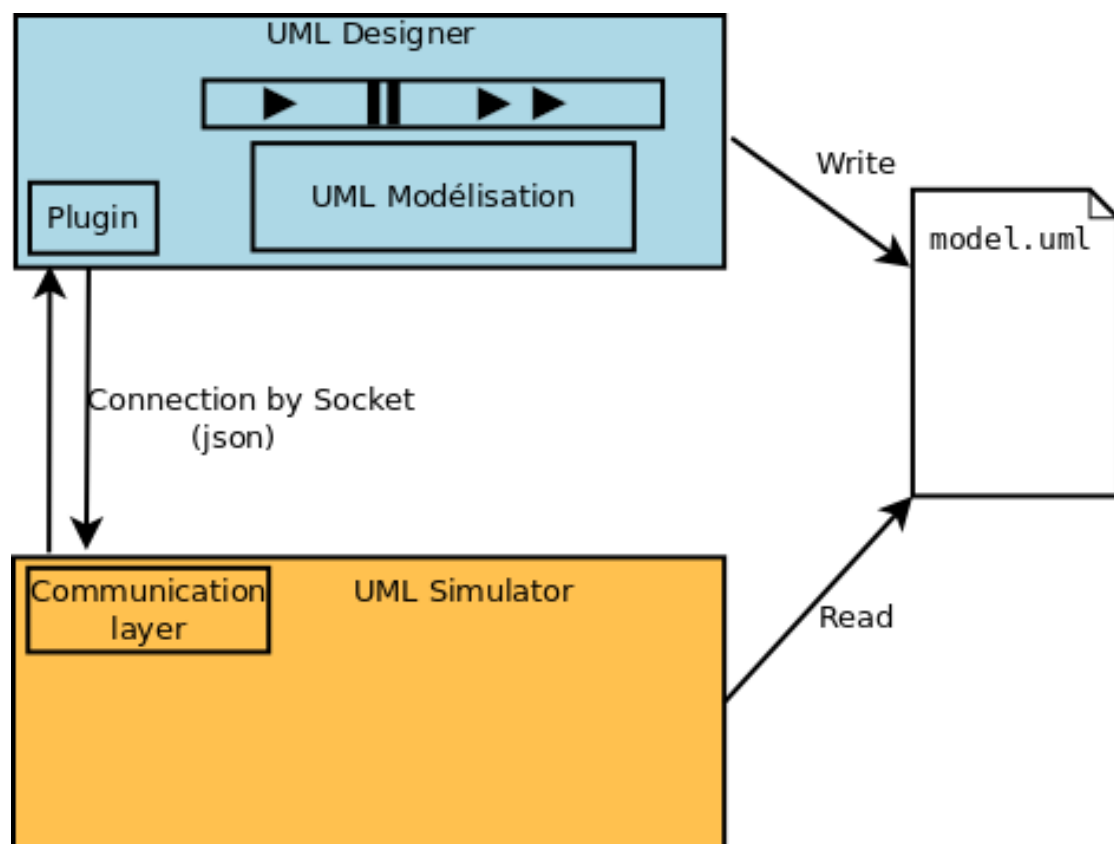 UML Designer
UML Modélisation
Plugin
Write
model.uml
Connection by Socket
(json)
Communication
layer
UML Simulator
Read